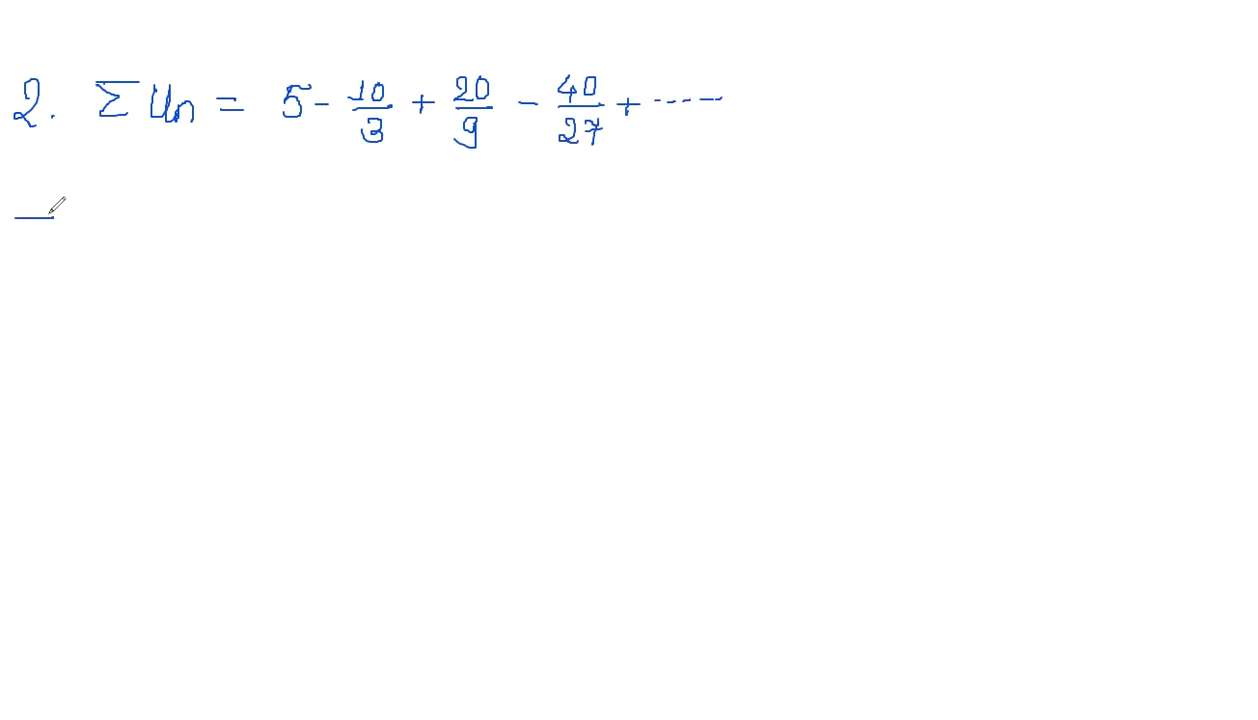 2. Σ Un = 5 - 10/3 + 20/9 - 40/27 + -----